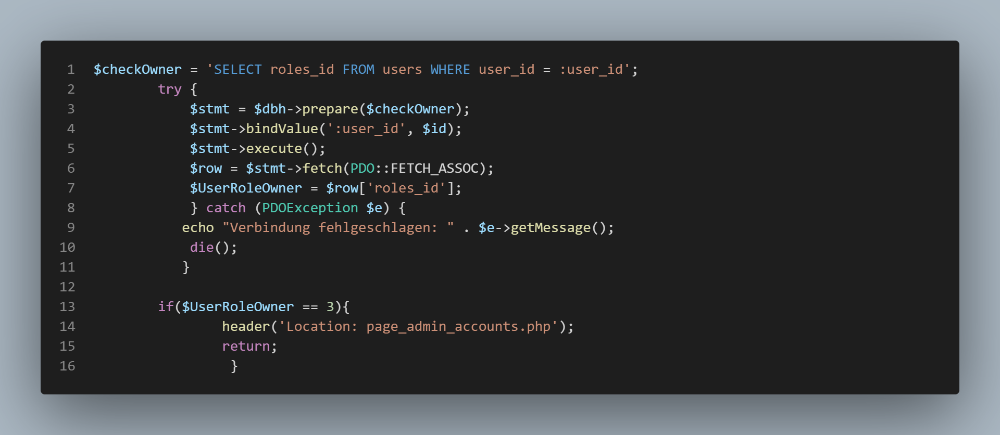 1 $checkOwner = 'SELECT roles_id FROM users WHERE user_id = :user_id';
2 try {
3 $stmt = $dbh->prepare($checkOwner);
4 $stmt->bindValue(':user_id', $id);
5 $stmt->execute();
6 $row = $stmt->fetch(PDO::FETCH_ASSOC);
7 $UserRoleOwner = $row['roles_id'];
8 } catch (PDOException $e) {
9 echo "Verbindung fehlgeschlagen: " . $e->getMessage();
10 die();
11 }
12
13 if($UserRoleOwner == 3){
14 header('Location: page_admin_accounts.php');
15 return;
16 }